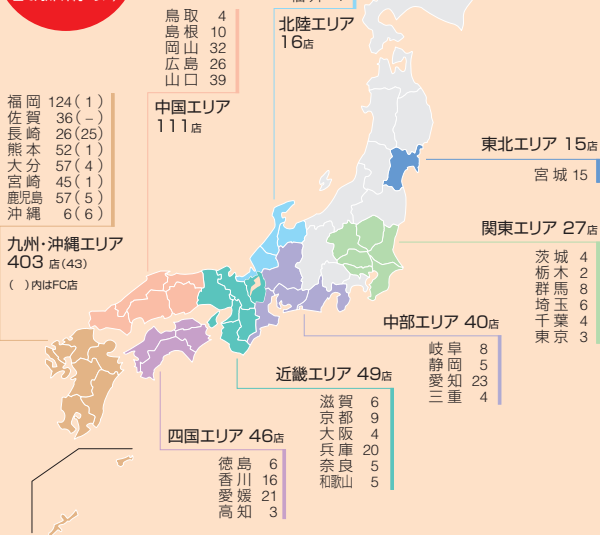 鳥取 4
島根 10
岡山 32
広島 26
山口 39
中国エリア
111店
北陸エリア
16店
福岡 124(1)
佐賀 36(−)
長崎 26(25)
熊本 52(1)
大分 57(4)
宮崎 45(1)
鹿児島 57(5)
沖縄 6(6)
九州・沖縄エリア
403 店(43)
( )内はFC店
東北エリア 15店
宮城 15
関東エリア 27店
茨城 4
栃木 2
群馬 8
埼玉 6
千葉 4
東京 3
中部エリア 40店
岐阜 8
静岡 5
愛知 23
三重 4
近畿エリア 49店
滋賀 6
京都 9
大阪 4
兵庫 20
奈良 5
和歌山 5
四国エリア 46店
徳島 6
香川 16
愛媛 21
高知 3